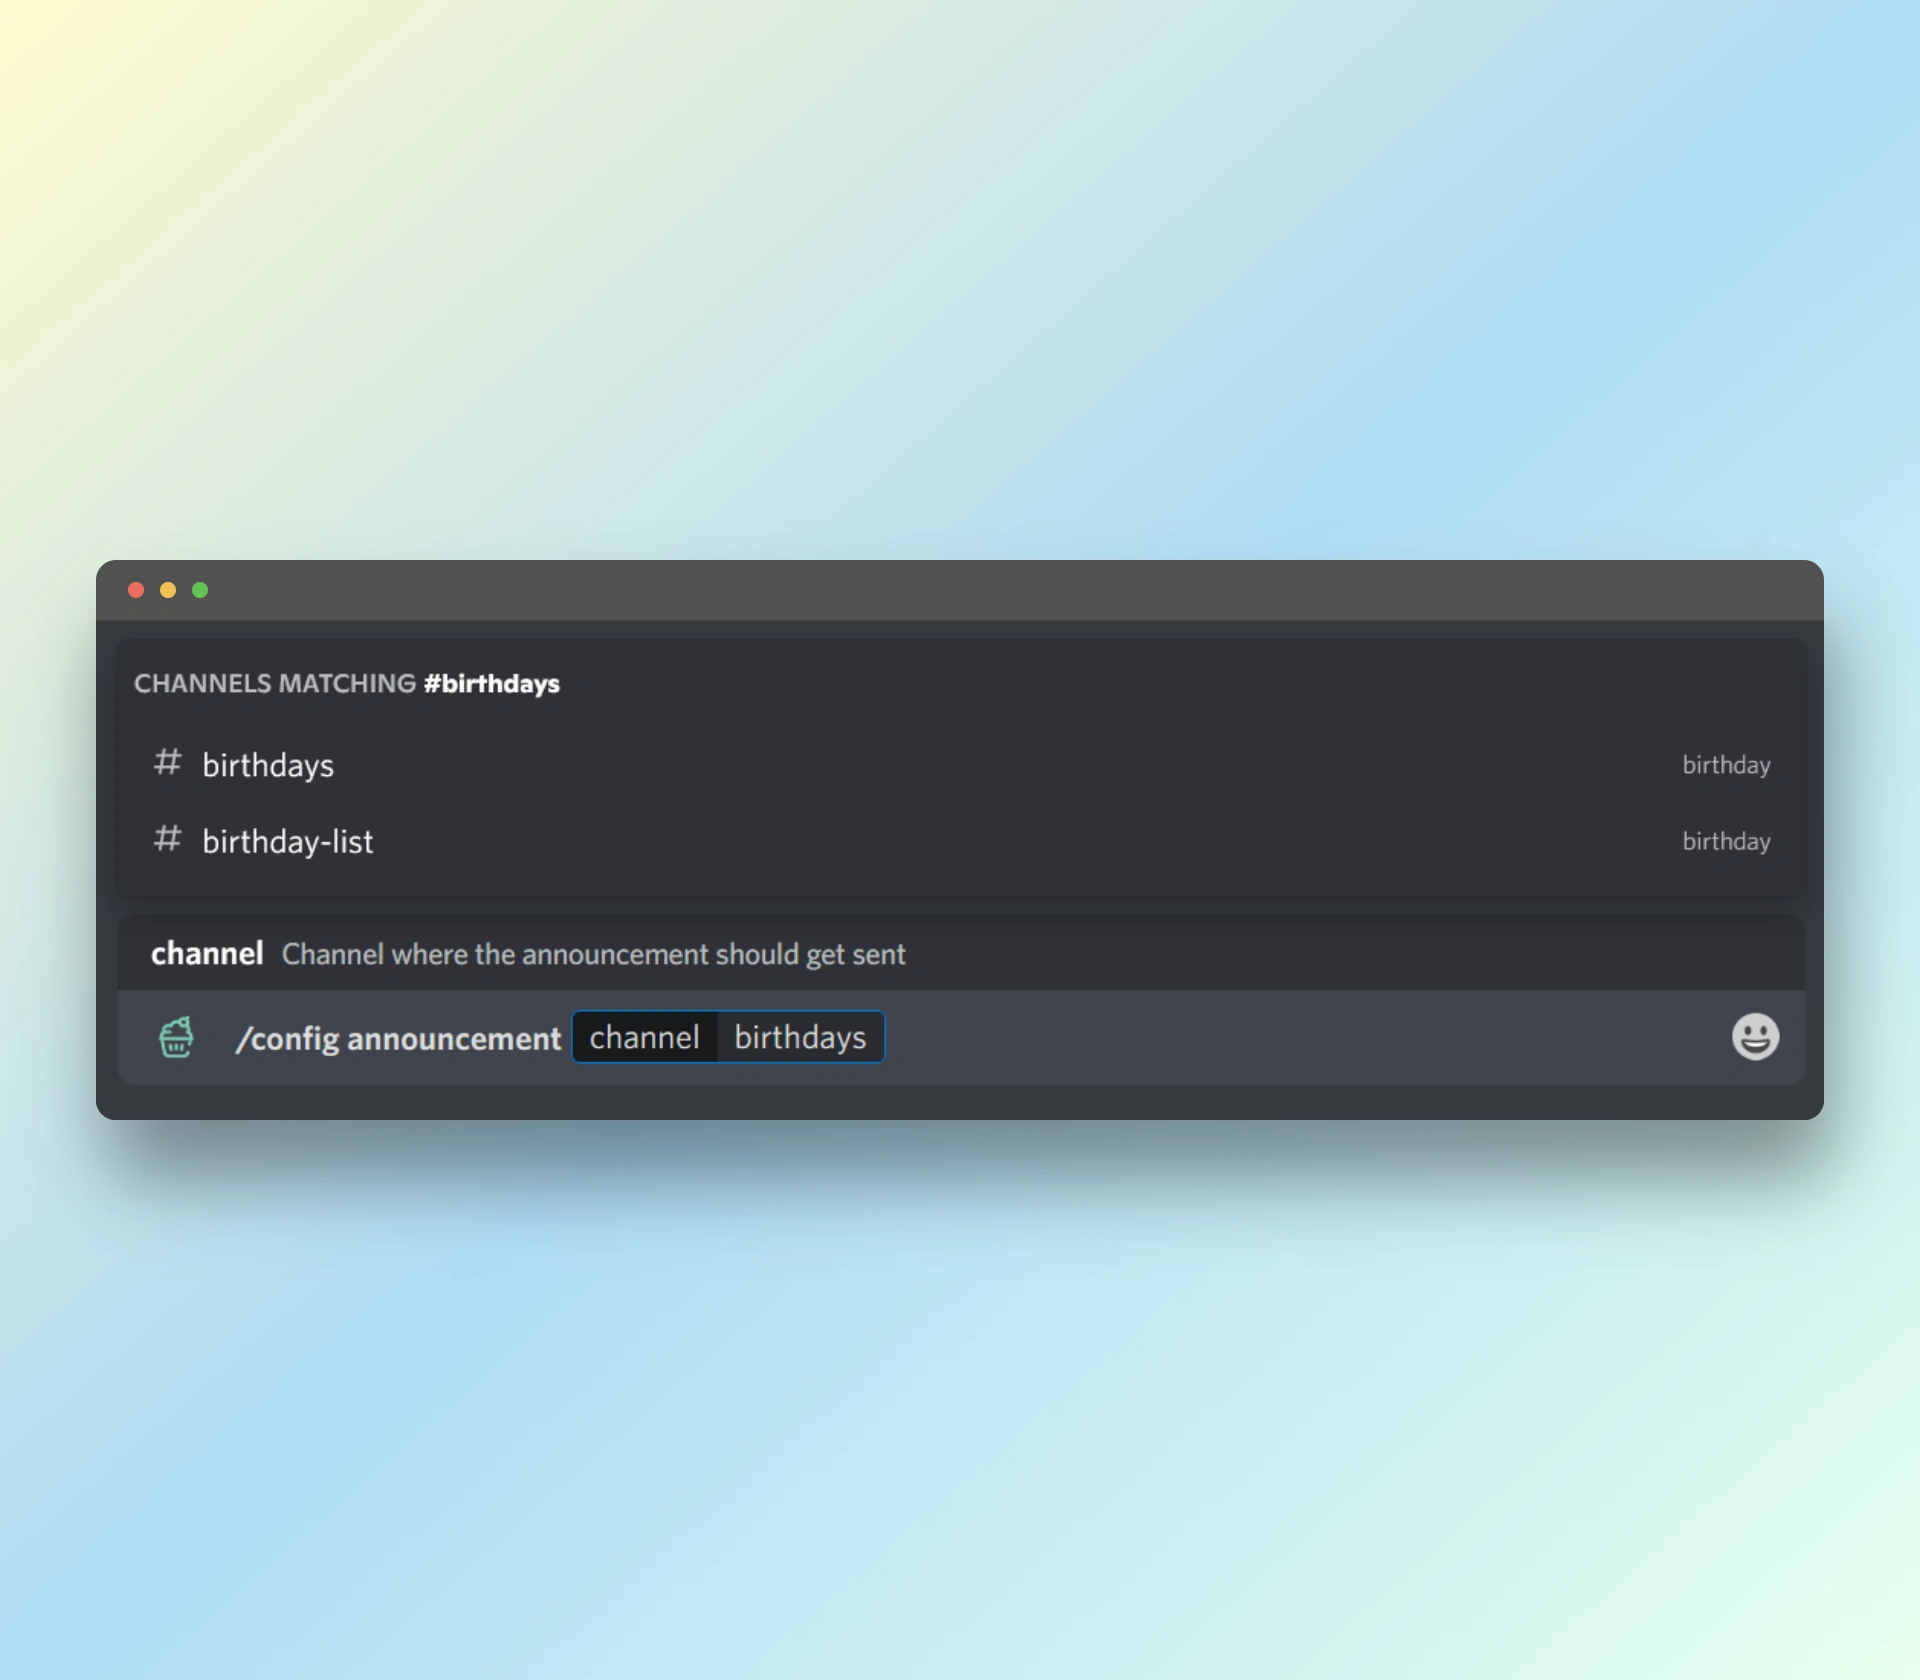 CHANNELS MATCHING #birthdays
# birthdays birthday
# birthday-list birthday
channel Channel where the announcement should get sent
/config announcement channel birthdays